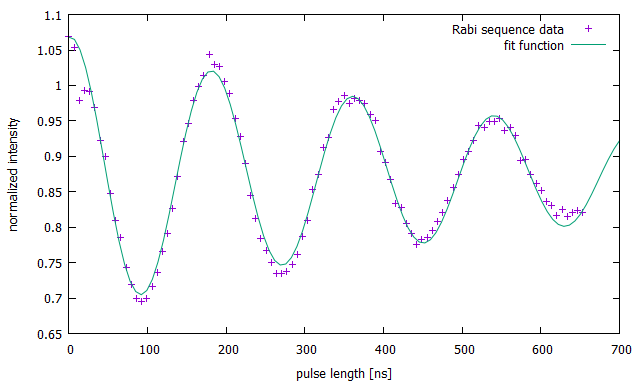 1.1
1.05
1
0.95
0.9
0.85
0.8
0.75
0.7
0.65
normalized intensity
Rabi sequence data
fit function
0 100 200 300 400 500 600 700
pulse length [ns]